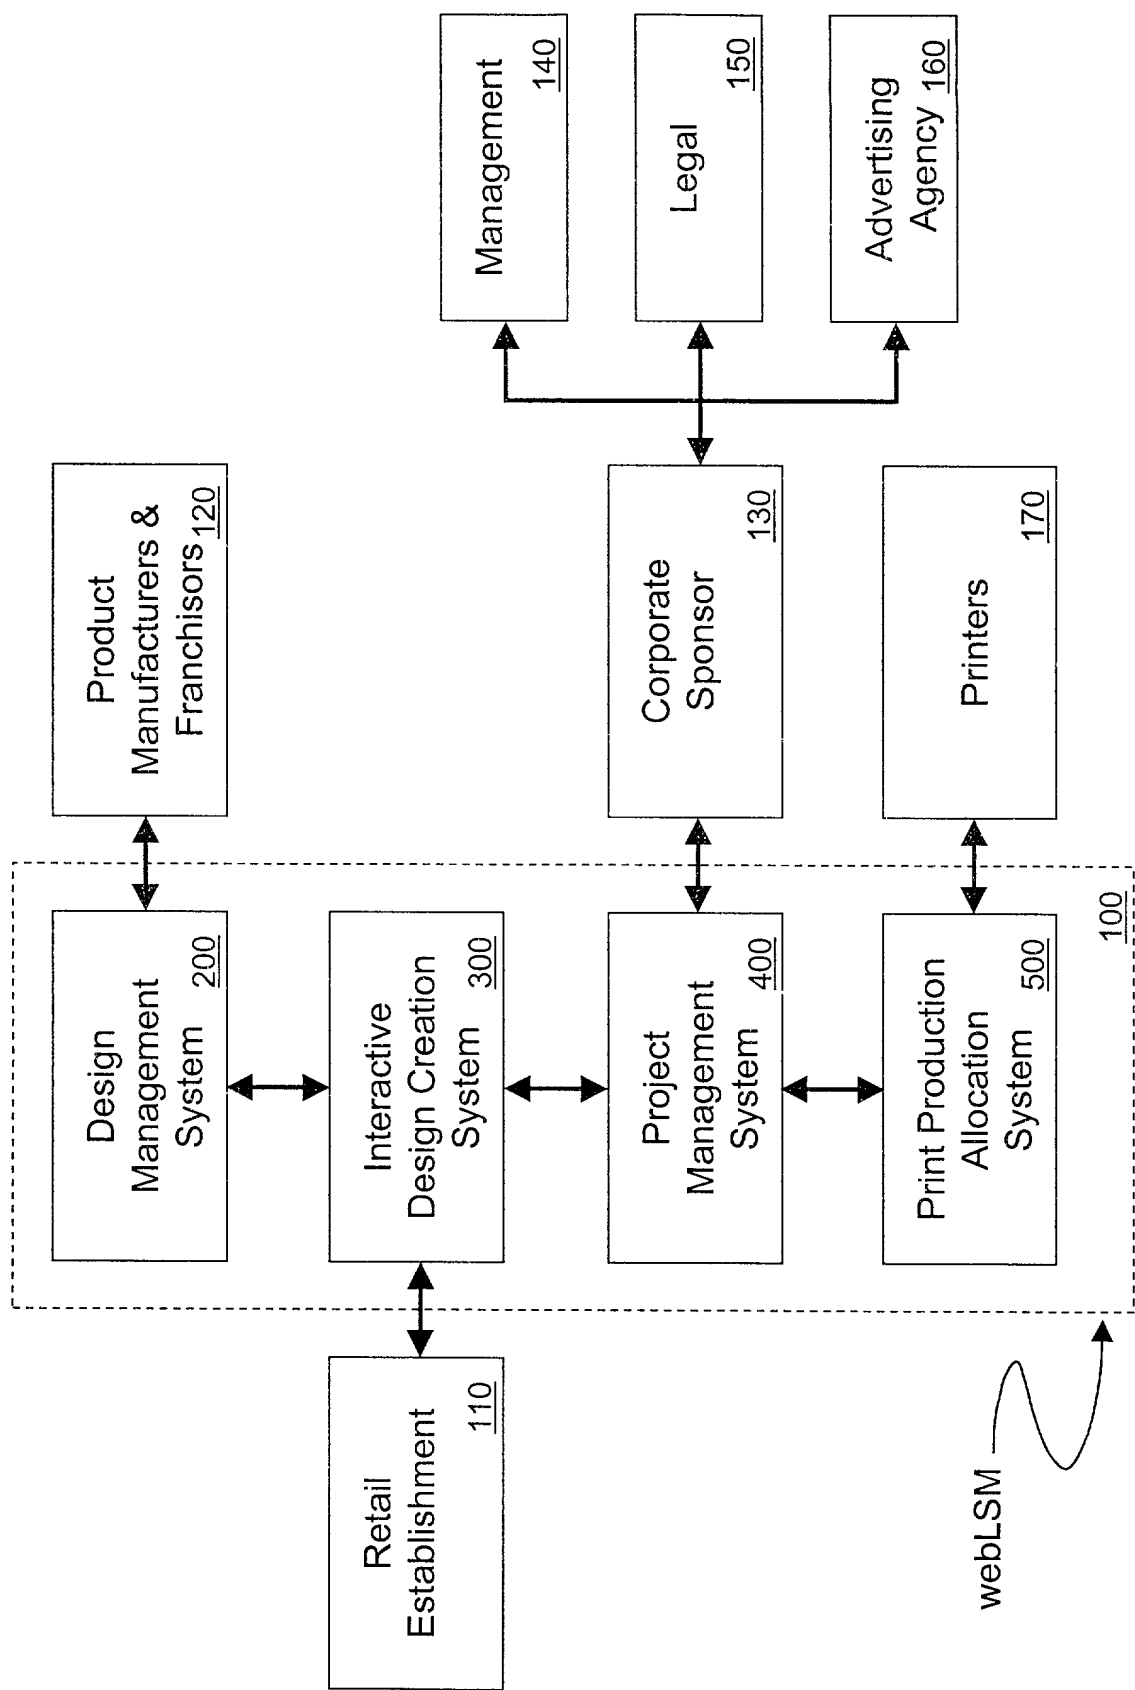 Retail
Establishment
110
Design
Management
System
200
Interactive
Design Creation
System
300
Project
Management
System
400
Print Production
Allocation
System
500
100
webLSM
Product
Manufacturers &
Franchisors
120
Corporate
Sponsor
130
Printers
170
Management
140
Legal
150
Advertising
Agency
160